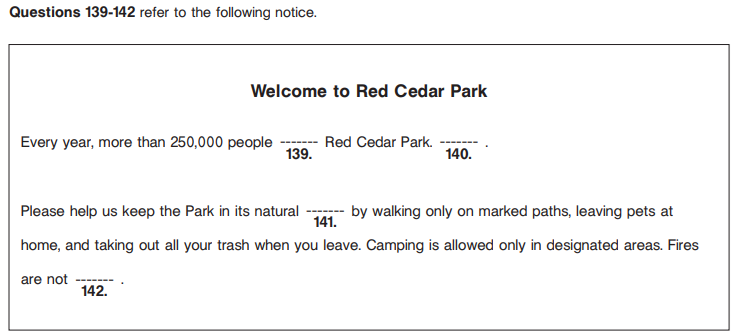 Questions 139-142 refer to the following notice.
Welcome to Red Cedar Park
Every year, more than 250,000 people ------- Red Cedar Park. ------- .
139. 140.
Please help us keep the Park in its natural ------- by walking only on marked paths, leaving pets at
141.
home, and taking out all your trash when you leave. Camping is allowed only in designated areas. Fires
are not ------- .
142.